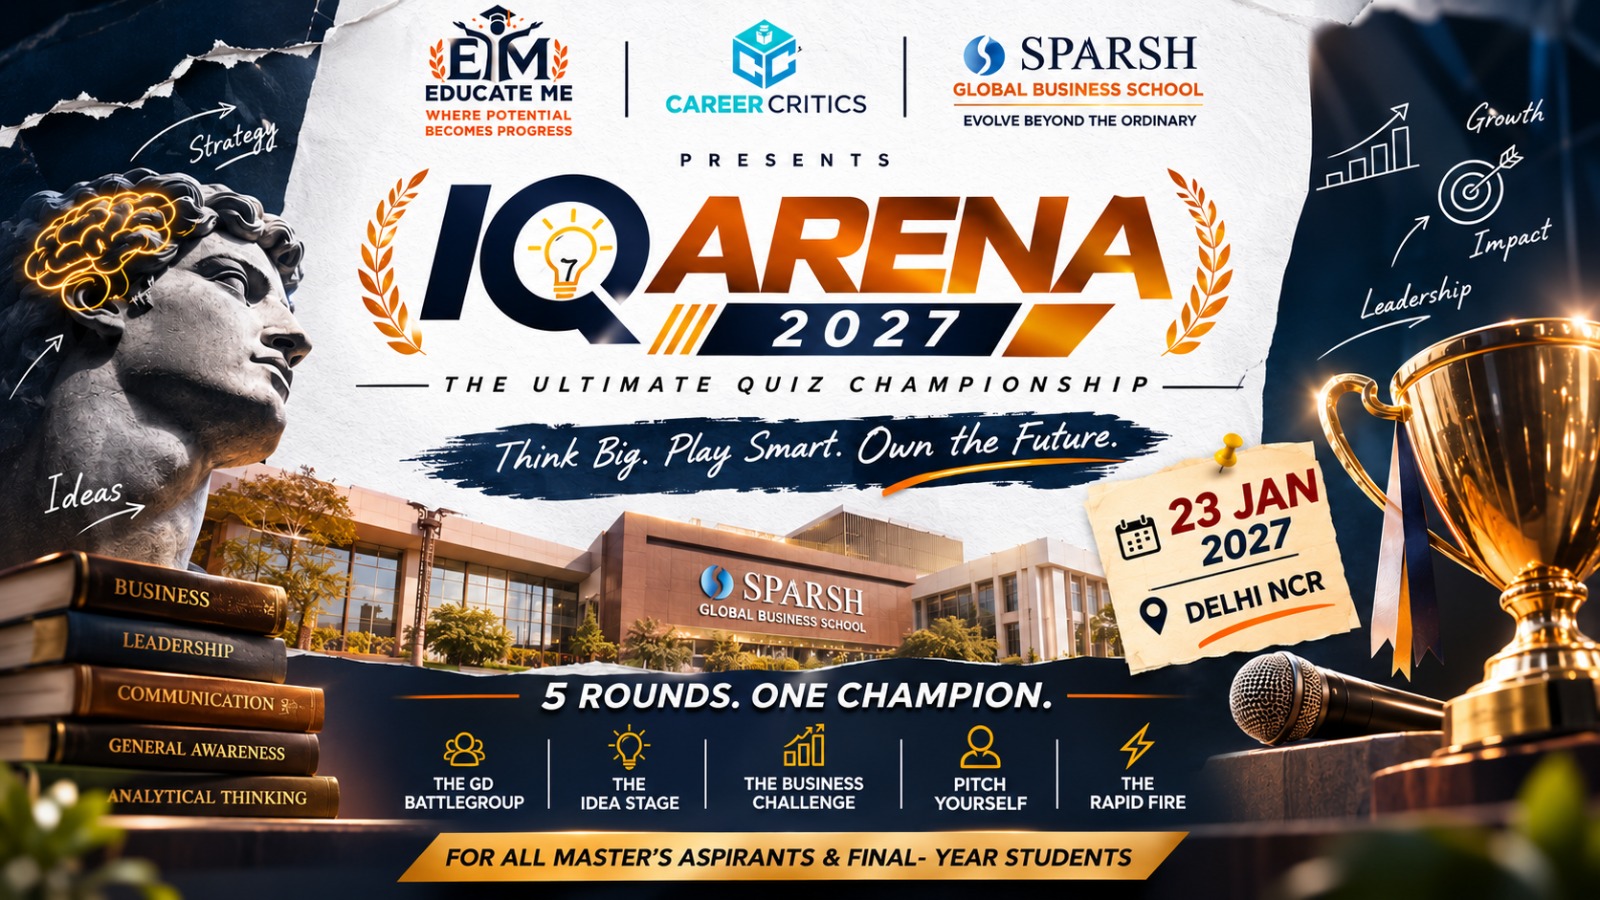 EM
EDUCATE ME
WHERE POTENTIAL
BECOMES PROGRESS
CAREER CRITICS
SPARSH
GLOBAL BUSINESS SCHOOL
EVOLVE BEYOND THE ORDINARY
PRESENTS
IQ ARENA
2027
THE ULTIMATE QUIZ CHAMPIONSHIP
Think Big. Play Smart. Own the Future.
Strategy
Ideas
Growth
Impact
Leadership
SPARSH
GLOBAL BUSINESS SCHOOL
23 JAN
2027
DELHI NCR
BUSINESS
LEADERSHIP
COMMUNICATION
GENERAL AWARENESS
ANALYTICAL THINKING
5 ROUNDS. ONE CHAMPION.
THE GD
BATTLEGROUP
THE
IDEA STAGE
THE BUSINESS
CHALLENGE
PITCH
YOURSELF
THE
RAPID FIRE
FOR ALL MASTER'S ASPIRANTS & FINAL- YEAR STUDENTS